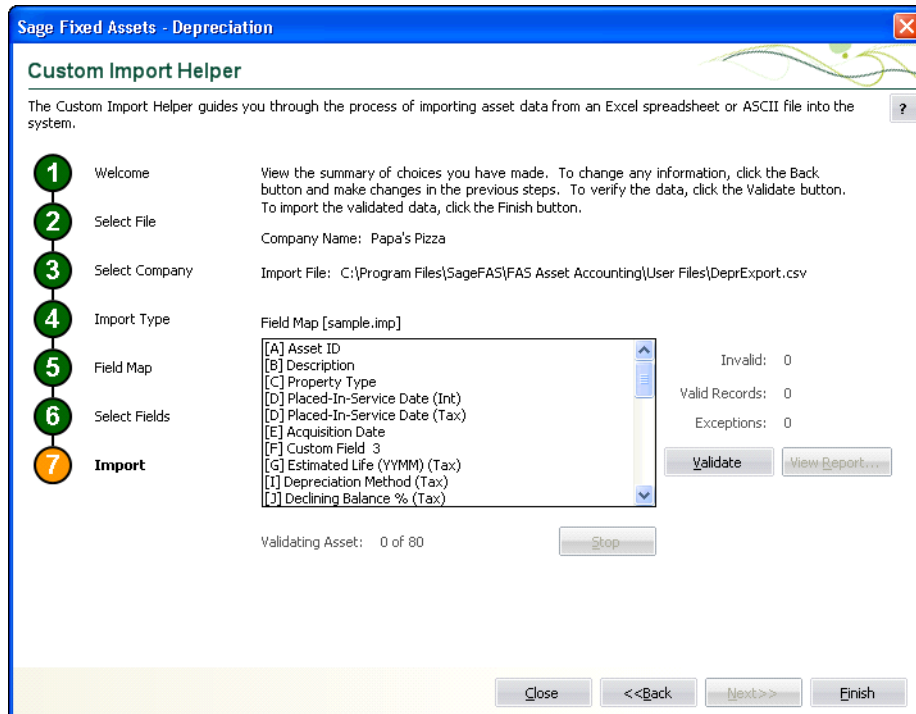 Sage Fixed Assets - Depreciation
Custom Import Helper
The Custom Import Helper guides you through the process of importing asset data from an Excel spreadsheet or ASCII file into the
system.
?
1 Welcome
2 Select File
3 Select Company
4 Import Type
5 Field Map
6 Select Fields
7 Import
View the summary of choices you have made. To change any information, click the Back
button and make changes in the previous steps. To verify the data, click the Validate button.
To import the validated data, click the Finish button.
Company Name: Papa's Pizza
Import File: C:\Program Files\SageFAS\FAS Asset Accounting\User Files\DeprExport.csv
Field Map [sample.imp]
[A] Asset ID
[B] Description
[C] Property Type
[D] Placed-In-Service Date (Int)
[D] Placed-In-Service Date (Tax)
[E] Acquisition Date
[F] Custom Field 3
[G] Estimated Life (YYMM) (Tax)
[I] Depreciation Method (Tax)
[J] Declining Balance % (Tax)
Invalid: 0
Valid Records: 0
Exceptions: 0
Validate View Report...
Validating Asset: 0 of 80 Stop
Close <<Back Next>> Finish